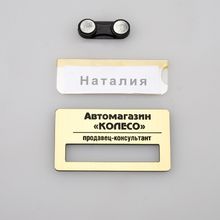 Наталия
Автомагазин
«КОЛЕСО»
продавец-консультант